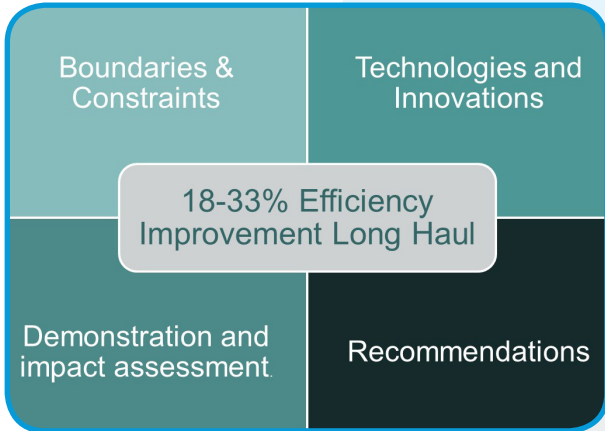 Boundaries &
Constraints
Technologies and
Innovations
18-33% Efficiency
Improvement Long Haul
Demonstration and
impact assessment.
Recommendations